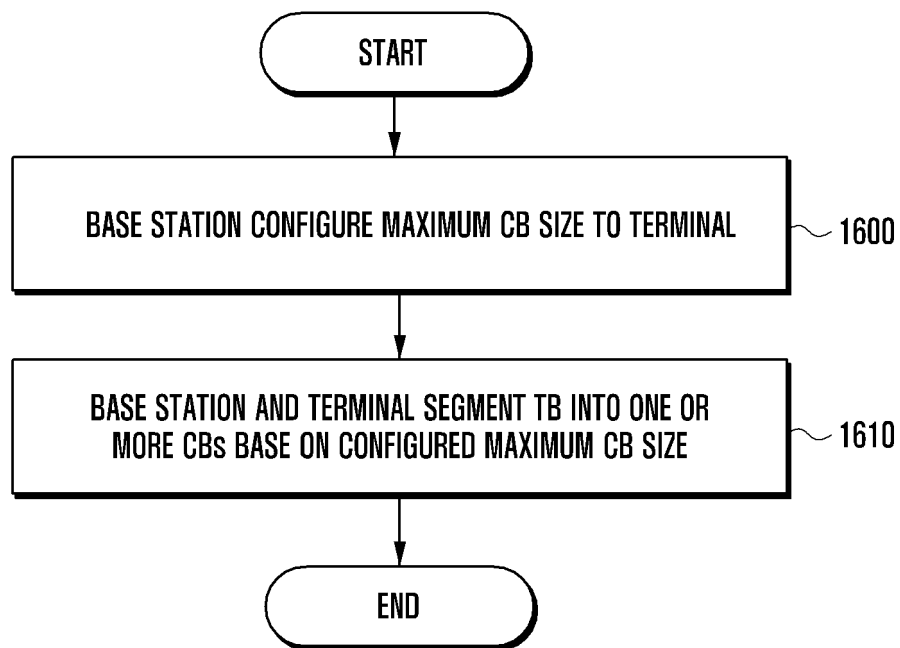 START
BASE STATION CONFIGURE MAXIMUM CB SIZE TO TERMINAL
1600
BASE STATION AND TERMINAL SEGMENT TB INTO ONE OR
MORE CBs BASE ON CONFIGURED MAXIMUM CB SIZE
1610
END